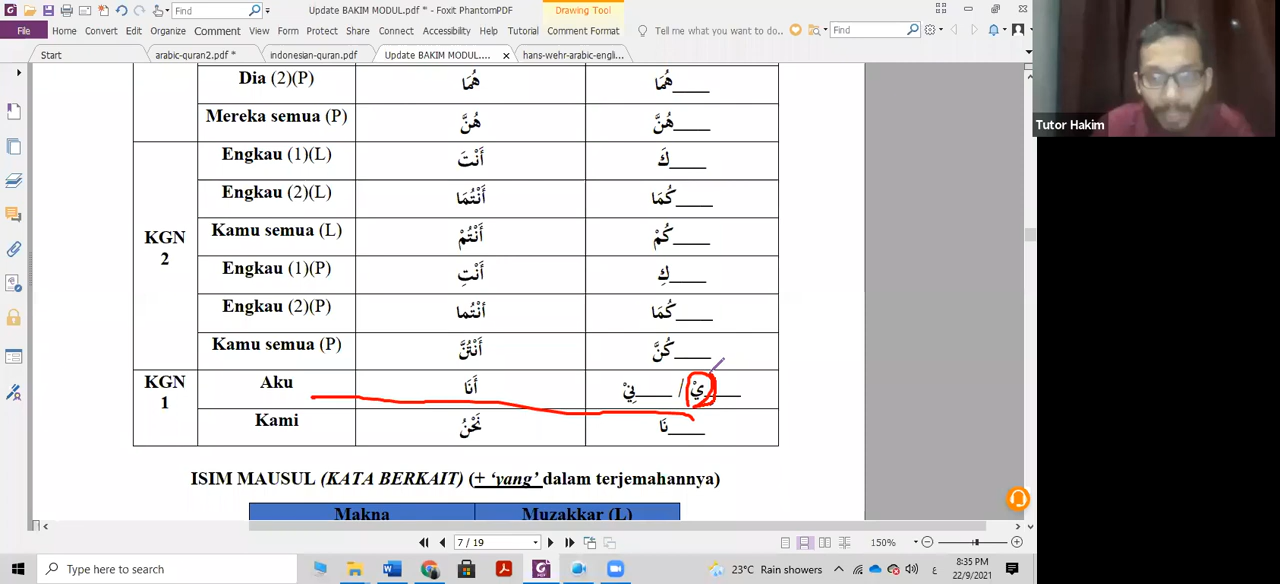 Find
Update BAKIM MODUL.pdf * - Foxit PhantomPDF
Drawing Tool
File Home Convert Edit Organize Comment View Form Protect Share Connect Accessibility Help Tutorial Comment Format Tell me what you want to do.. Find
Start arabic-quran2.pdf * indonesian-quran.pdf Update BAKIM MODUL.... hans-wehr-arabic-engli...
Tutor Hakim
Dia (2)(P) هُمَا ____هُمَا
Mereka semua (P) هُنَّ ____هُنَّ
KGN 2
Engkau (1)(L) أَنْتَ ____كَ
Engkau (2)(L) أَنْتُمَا ____كُمَا
Kamu semua (L) أَنْتُمْ ____كُمْ
Engkau (1)(P) أَنْتِ ____كِ
Engkau (2)(P) أنْتُما ____كُمَا
Kamu semua (P) أَنْتُنَّ ____كُنَّ
KGN 1
Aku أَنَا ____يْ / ____نِيْ
Kami نَحْنُ ____نَا
ISIM MAUSUL (KATA BERKAIT) (+ ‘yang’ dalam terjemahannya)
Makna Muzakkar (L)
7 / 19
150%
Type here to search
23°C Rain showers
ع
8:35 PM
22/9/2021